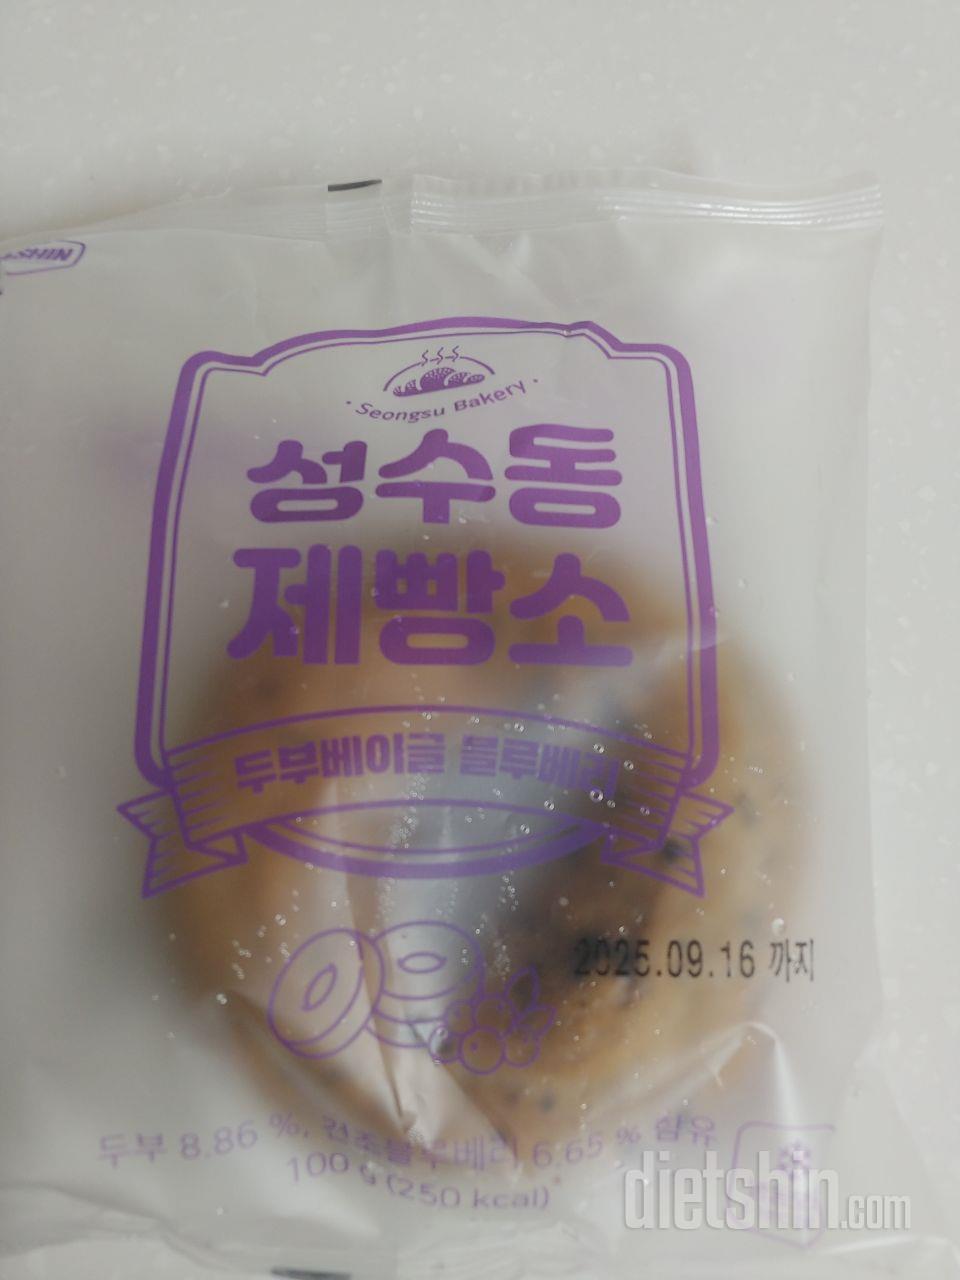 SHIN
· Seongsu Bakery ·
성수동
제빵소
두부베이글 블루베리
2025.09.16 까지
두부 8.86 %, 건조블루베리 6.65 % 함유
100 g (250 kcal)
dietshin.com